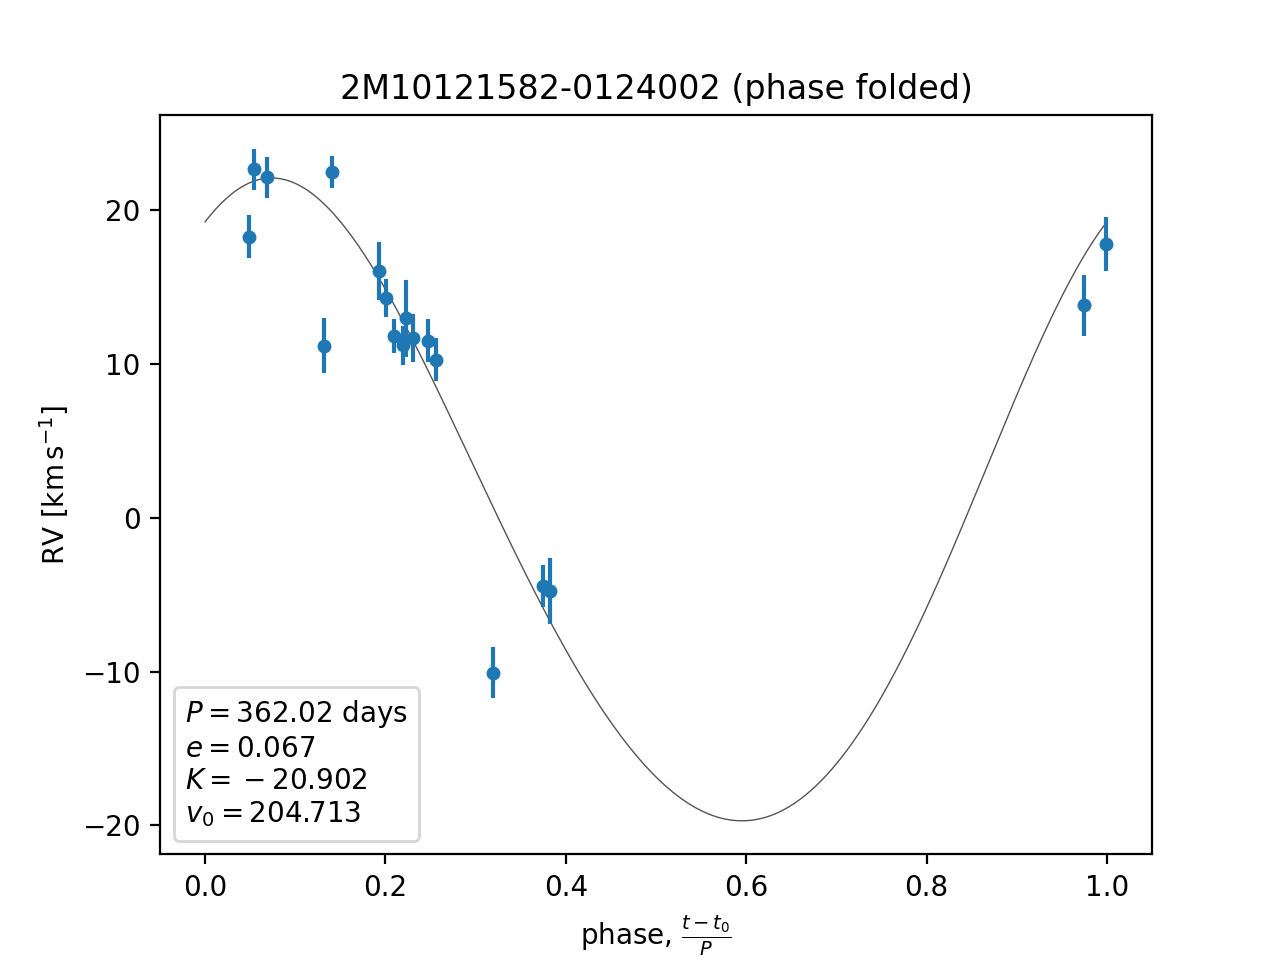 2M10121582-0124002 (phase folded)
RV [km s⁻¹]
20
10
0
−10
−20
P = 362.02 days
e = 0.067
K = −20.902
v₀ = 204.713
0.0 0.2 0.4 0.6 0.8 1.0
phase, (t − t₀)/P